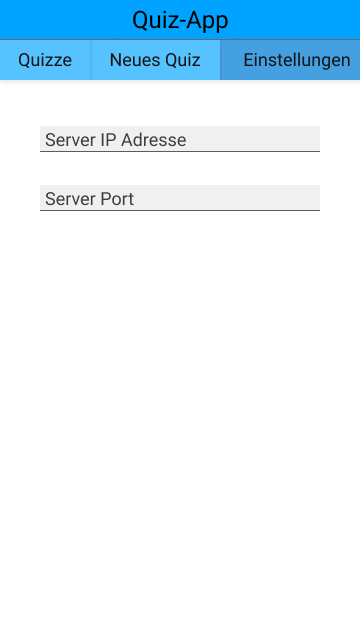 Quiz-App
Quizze Neues Quiz Einstellungen
Server IP Adresse
Server Port